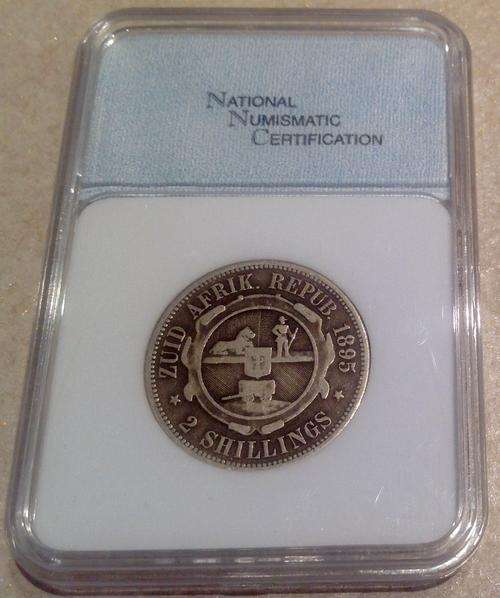 NATIONAL
NUMISMATIC
CERTIFICATION
ZUID AFRIK. REPUB. 1895
2 SHILLINGS